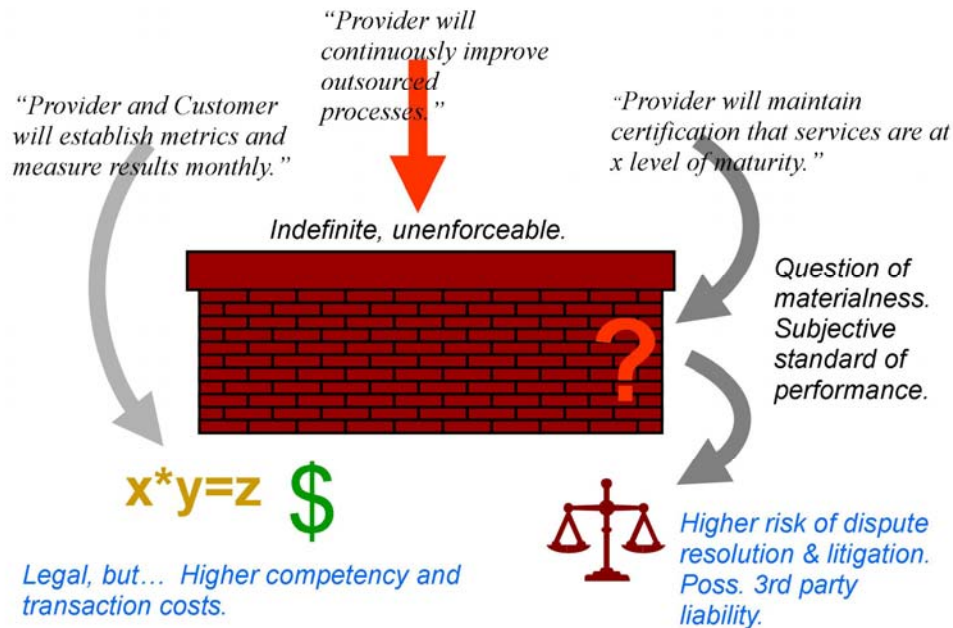 “Provider will
continuously improve
outsourced
processes.”
“Provider and Customer
will establish metrics and
measure results monthly.”
“Provider will maintain
certification that services are at
x level of maturity.”
Indefinite, unenforceable.
Question of
materialness.
Subjective
standard of
performance.
?
x*y=z $
Legal, but… Higher competency and
transaction costs.
Higher risk of dispute
resolution & litigation.
Poss. 3rd party
liability.